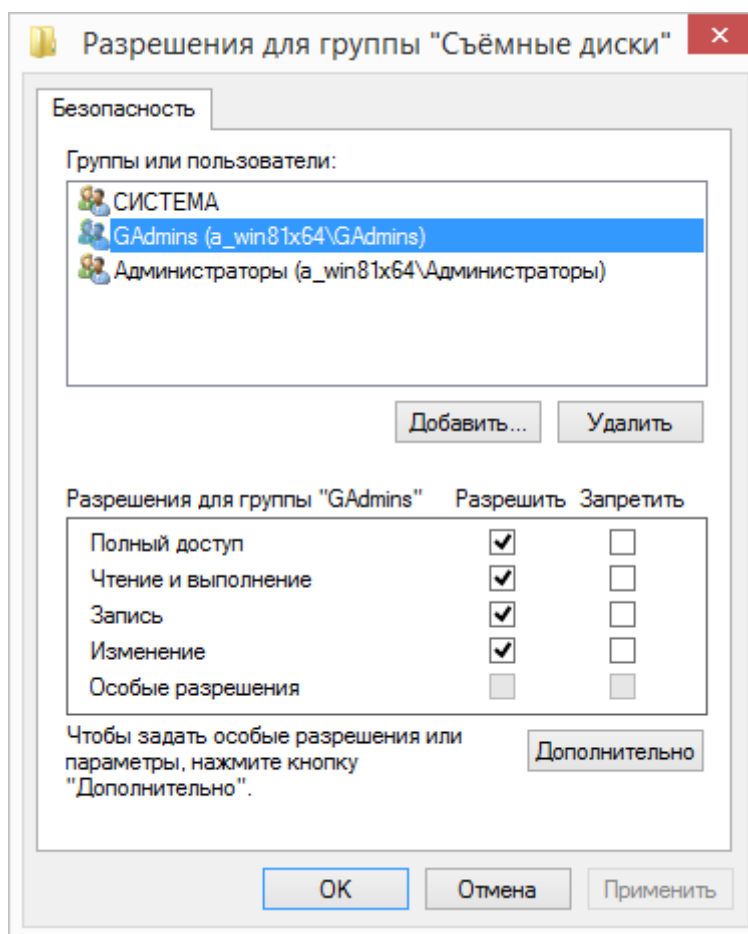 Разрешения для группы "Съёмные диски"
Безопасность
Группы или пользователи:
СИСТЕМА
GAdmins (a_win81x64\GAdmins)
Администраторы (a_win81x64\Администраторы)
Добавить... Удалить
Разрешения для группы "GAdmins" Разрешить Запретить
Полный доступ
Чтение и выполнение
Запись
Изменение
Особые разрешения
Чтобы задать особые разрешения или
параметры, нажмите кнопку
"Дополнительно".
Дополнительно
ОК Отмена Применить